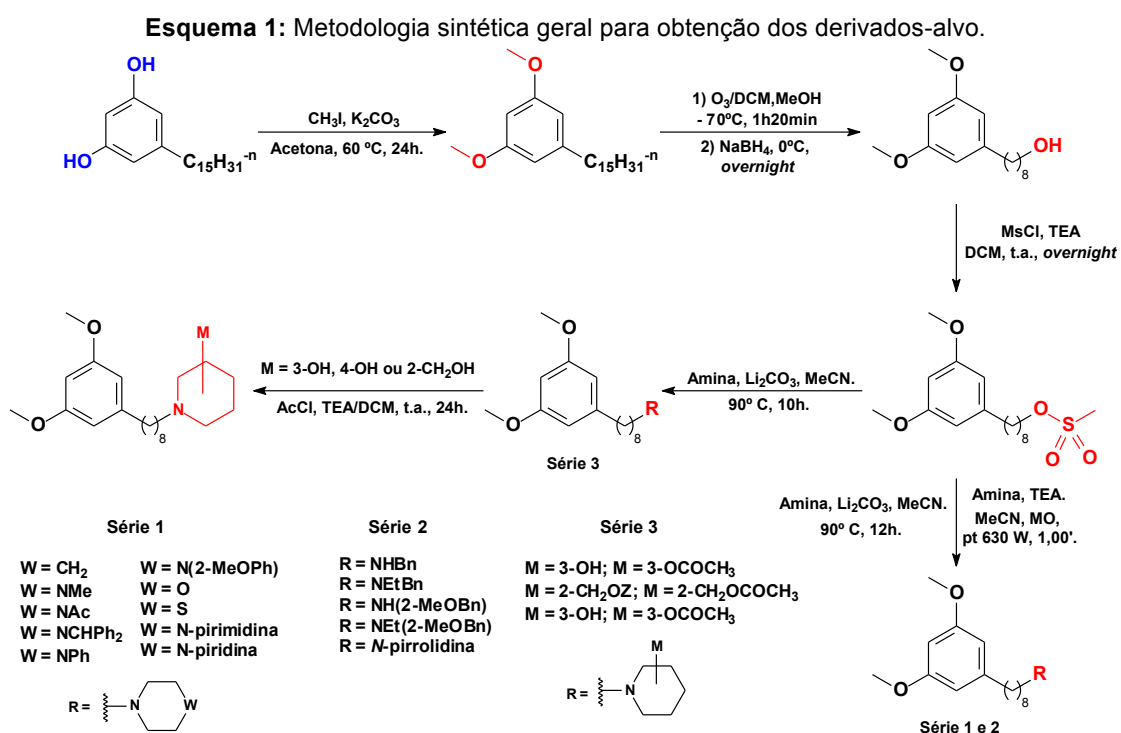 Esquema 1: Metodologia sintética geral para obtenção dos derivados-alvo.
OH
HO
C15H31-n
CH3I, K2CO3
Acetona, 60 ºC, 24h.
O
O
C15H31-n
1) O3/DCM,MeOH
- 70ºC, 1h20min
2) NaBH4, 0ºC,
overnight
O
O
OH
8
MsCl, TEA
DCM, t.a., overnight
O
O
M
N
8
M = 3-OH, 4-OH ou 2-CH2OH
AcCl, TEA/DCM, t.a., 24h.
O
O
R
8
Série 3
Amina, Li2CO3, MeCN.
90º C, 10h.
O
O
O
S
O
O
8
Amina, Li2CO3, MeCN.
90º C, 12h.
Amina, TEA.
MeCN, MO,
pt 630 W, 1,00'.
Série 1
W = CH2
W = NMe
W = NAc
W = NCHPh2
W = NPh
W = N(2-MeOPh)
W = O
W = S
W = N-pirimidina
W = N-piridina
R =
N
W
Série 2
R = NHBn
R = NEtBn
R = NH(2-MeOBn)
R = NEt(2-MeOBn)
R = N-pirrolidina
Série 3
M = 3-OH; M = 3-OCOCH3
M = 2-CH2OZ; M = 2-CH2OCOCH3
M = 3-OH; M = 3-OCOCH3
M
R =
N
O
O
R
8
Série 1 e 2